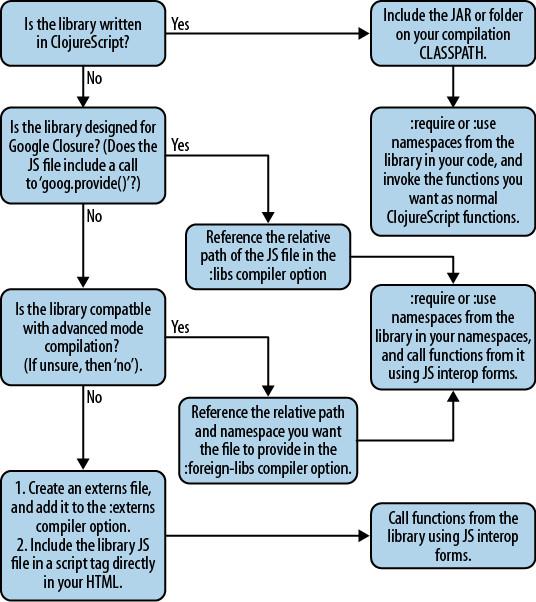 Is the library written
in ClojureScript?
Yes
Include the JAR or folder
on your compilation
CLASSPATH.
No
Is the library designed for
Google Closure? (Does the
JS file include a call
to ‘goog.provide()’?)
Yes
:require or :use
namespaces from the
library in your code, and
invoke the functions you
want as normal
ClojureScript functions.
No
Reference the relative
path of the JS file in the
:libs compiler option
Is the library compatble
with advanced mode
compilation?
(If unsure, then ‘no’).
Yes
:require or :use
namespaces from the
library in your namespaces,
and call functions from it
using JS interop forms.
No
Reference the relative path
and namespace you want
the file to provide in the
:foreign-libs compiler option.
1. Create an externs file,
and add it to the :externs
compiler option.
2. Include the library JS
file in a script tag directly
in your HTML.
Call functions from the
library using JS interop
forms.